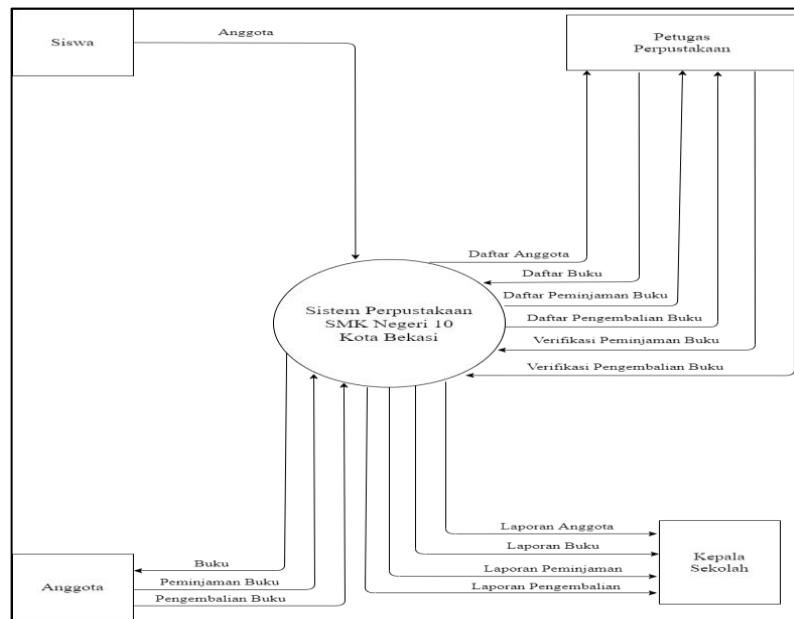 Siswa
Anggota
Petugas
Perpustakaan
Daftar Anggota
Daftar Buku
Daftar Peminjaman Buku
Daftar Pengembalian Buku
Verifikasi Peminjaman Buku
Verifikasi Pengembalian Buku
Sistem Perpustakaan
SMK Negeri 10
Kota Bekasi
Laporan Anggota
Laporan Buku
Laporan Peminjaman
Laporan Pengembalian
Kepala
Sekolah
Buku
Peminjaman Buku
Pengembalian Buku
Anggota